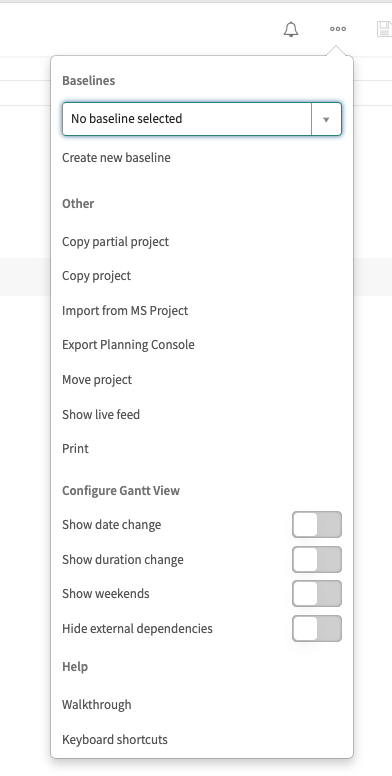 Baselines
No baseline selected
Create new baseline
Other
Copy partial project
Copy project
Import from MS Project
Export Planning Console
Move project
Show live feed
Print
Configure Gantt View
Show date change
Show duration change
Show weekends
Hide external dependencies
Help
Walkthrough
Keyboard shortcuts